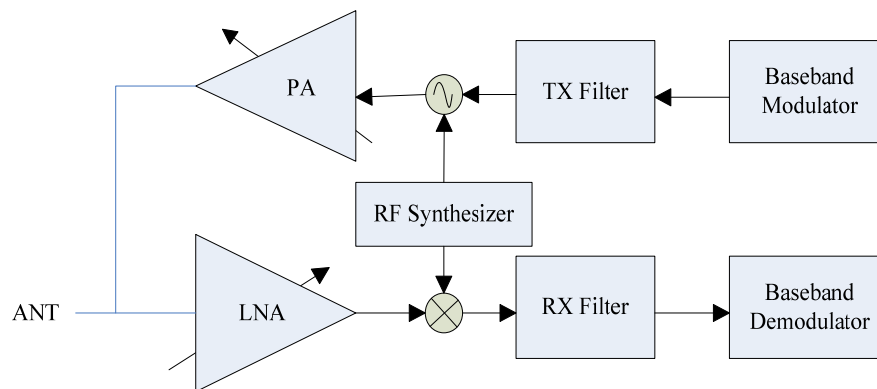 PA
TX Filter
Baseband
Modulator
RF Synthesizer
ANT
LNA
RX Filter
Baseband
Demodulator